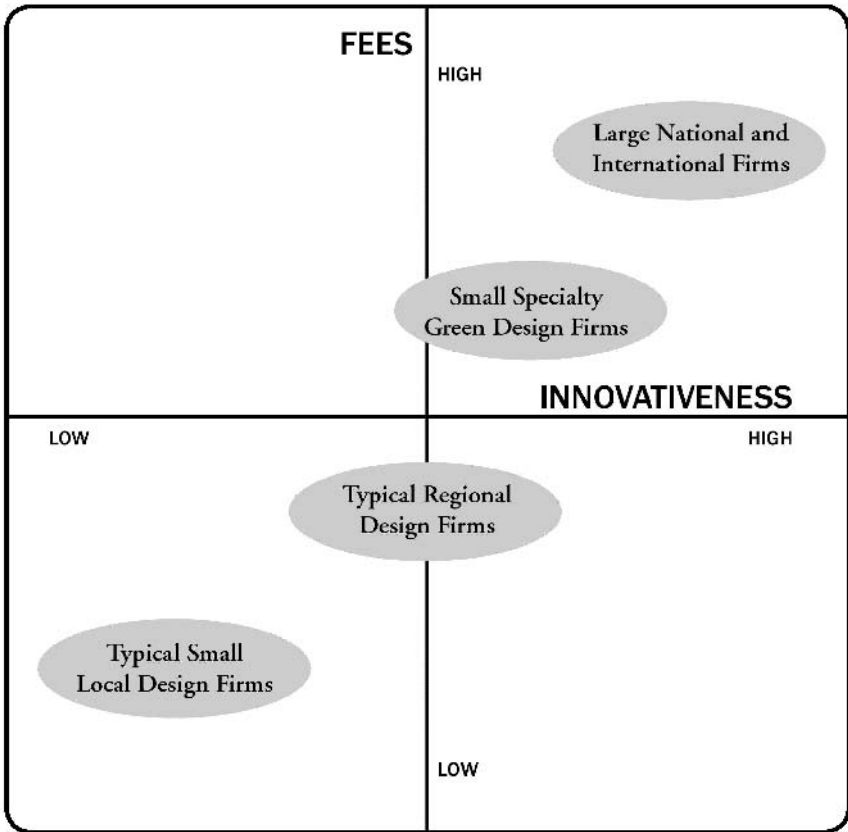 FEES
HIGH
Large National and
International Firms
Small Specialty
Green Design Firms
INNOVATIVENESS
LOW
HIGH
Typical Regional
Design Firms
Typical Small
Local Design Firms
LOW